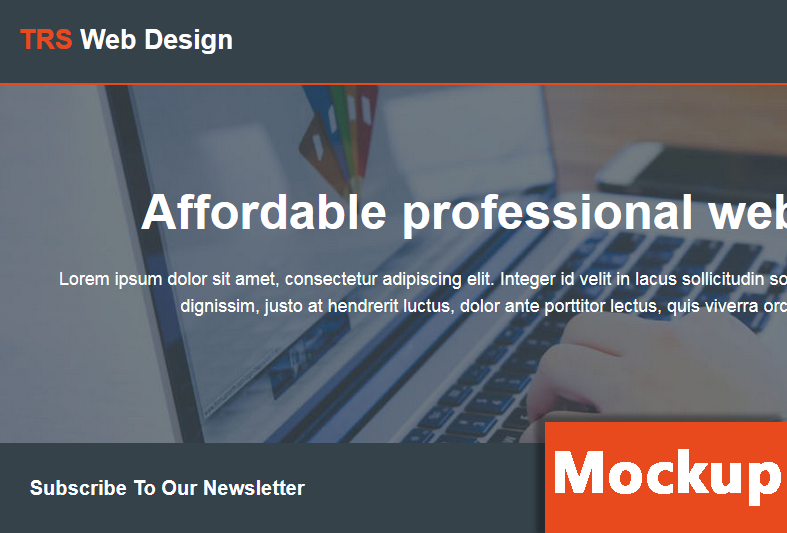 TRS Web Design
Affordable professional web
Lorem ipsum dolor sit amet, consectetur adipiscing elit. Integer id velit in lacus sollicitudin so
dignissim, justo at hendrerit luctus, dolor ante porttitor lectus, quis viverra orc
Subscribe To Our Newsletter
Mockup